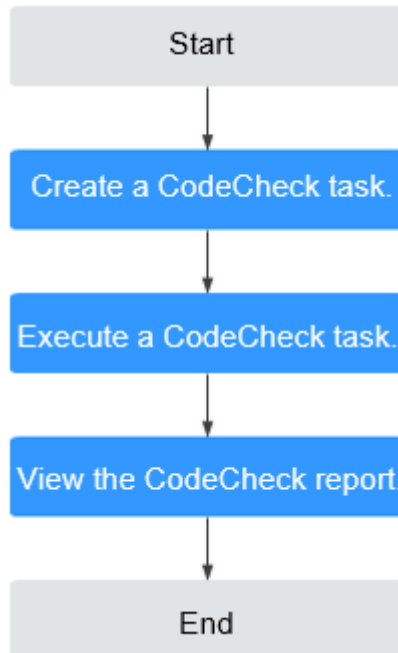 Start
Create a CodeCheck task.
Execute a CodeCheck task.
View the CodeCheck report.
End